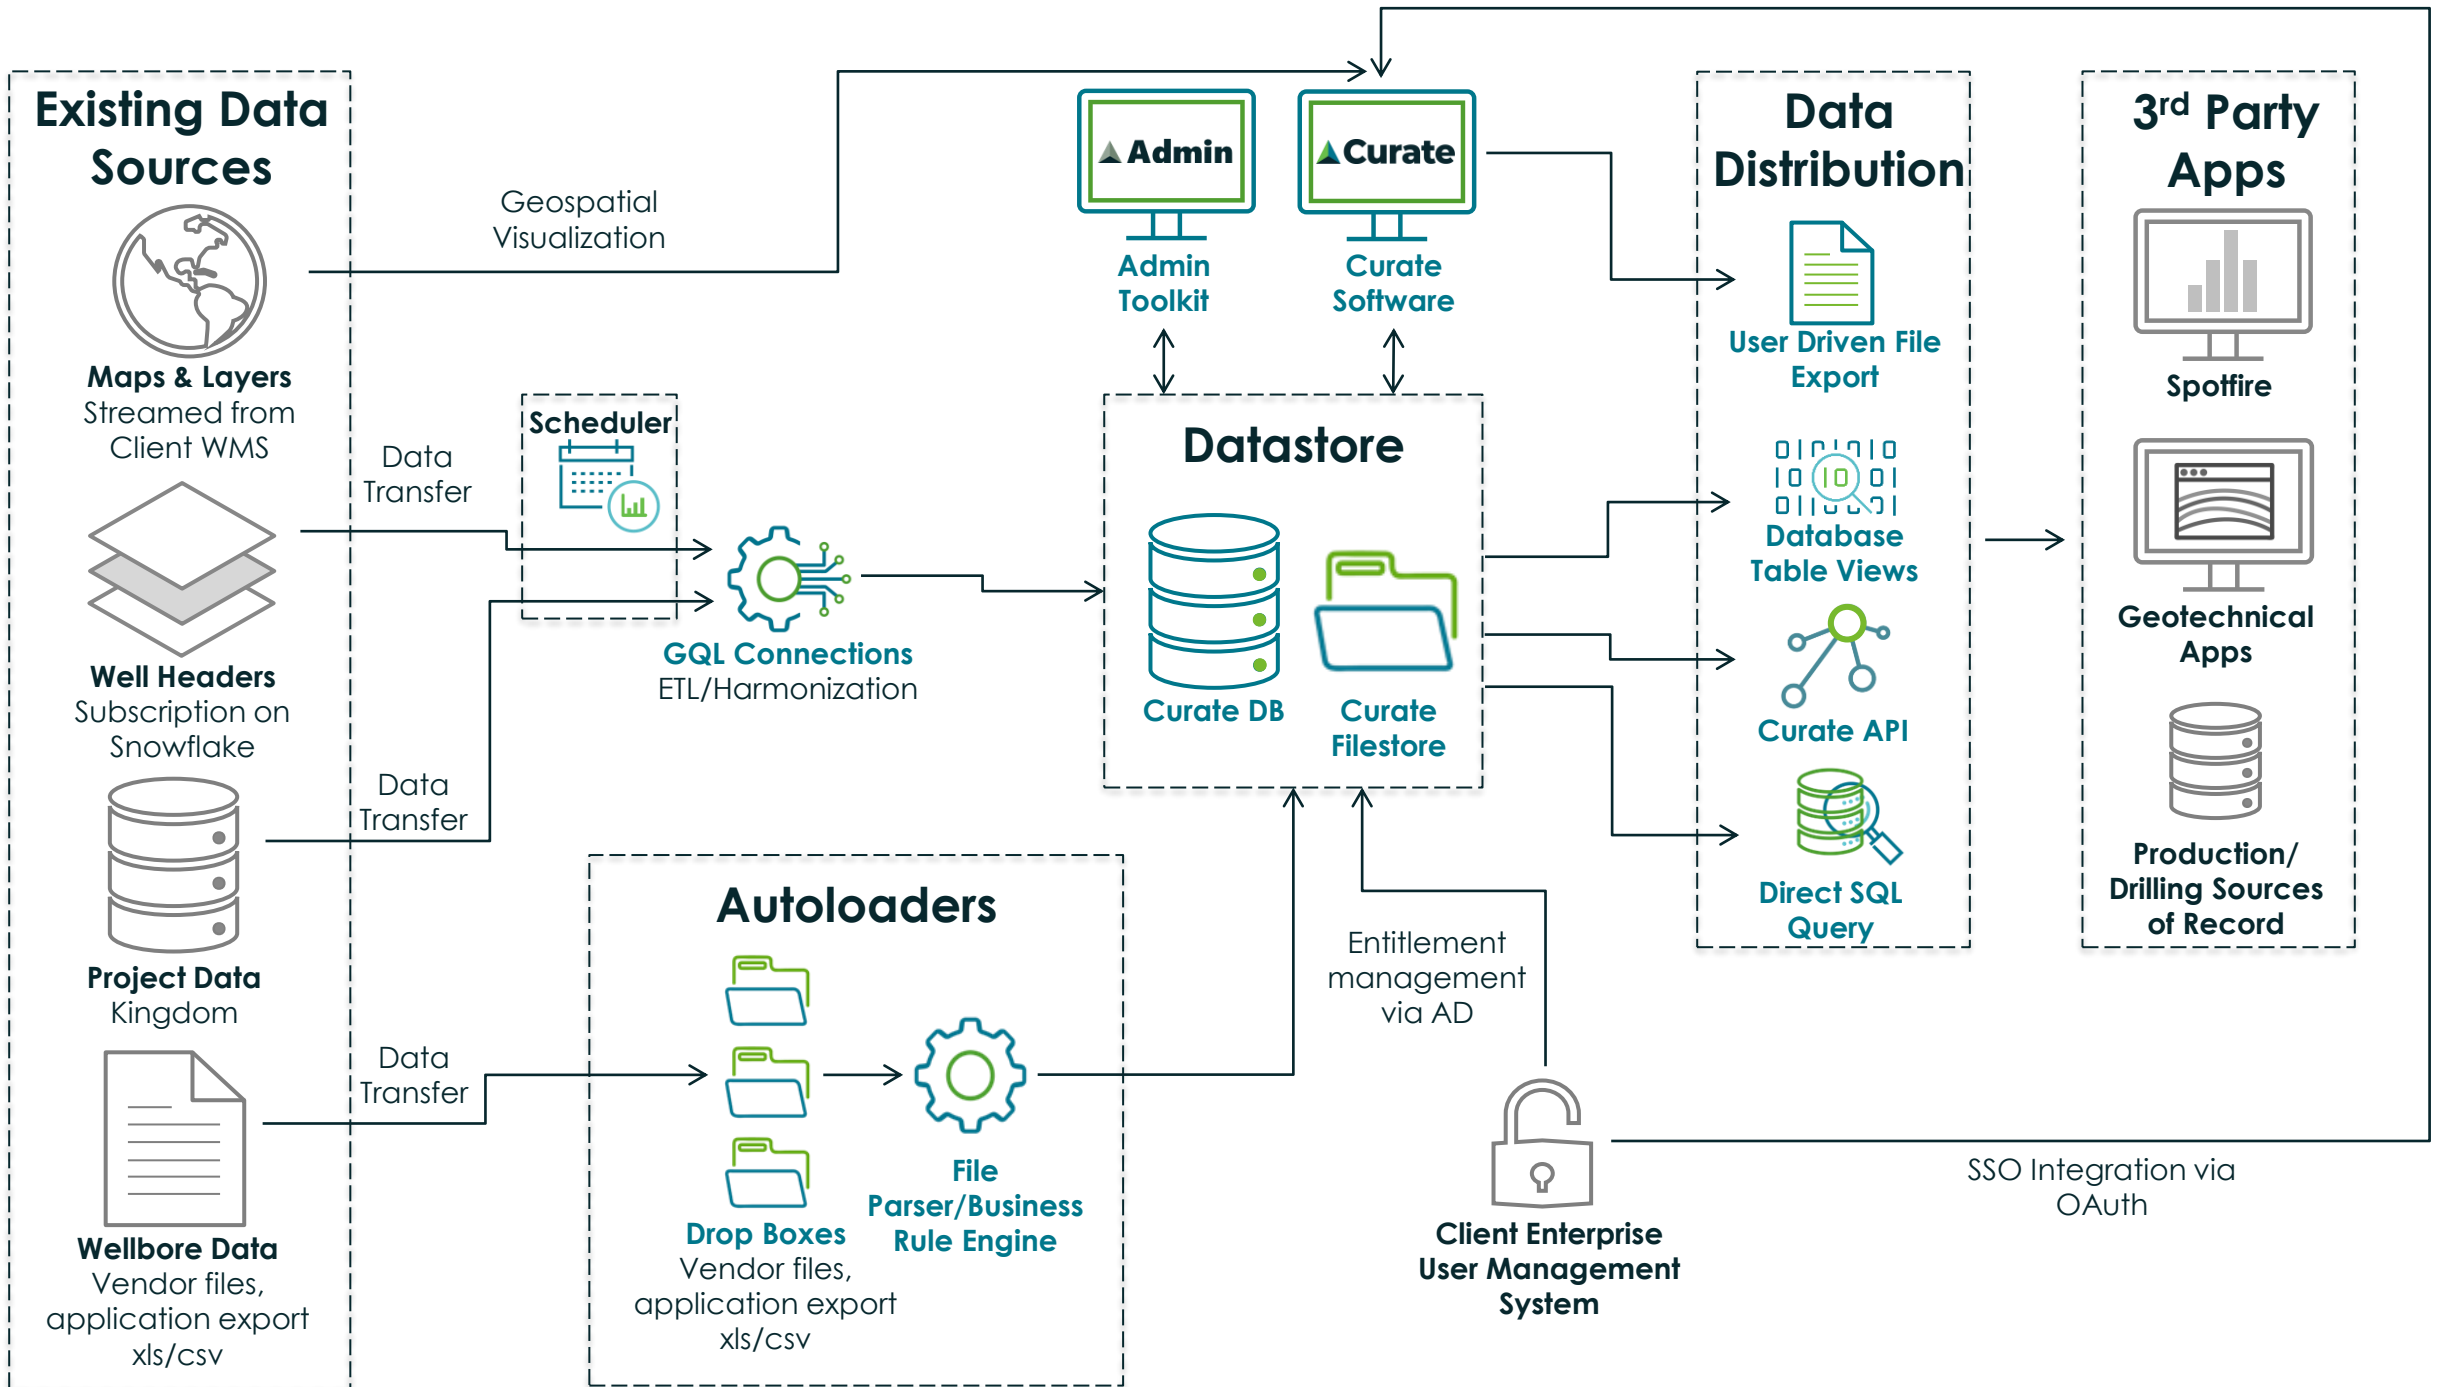 Existing Data
Sources
Maps & Layers
Streamed from
Client WMS
Well Headers
Subscription on
Snowflake
Project Data
Kingdom
Wellbore Data
Vendor files,
application export
xls/csv
Geospatial
Visualization
Data
Transfer
Data
Transfer
Data
Transfer
Scheduler
GQL Connections
ETL/Harmonization
Autoloaders
Drop Boxes
Vendor files,
application export
xls/csv
File
Parser/Business
Rule Engine
Admin
Admin
Toolkit
Curate
Curate
Software
Datastore
Curate DB
Curate
Filestore
Entitlement
management
via AD
Client Enterprise
User Management
System
SSO Integration via
OAuth
Data
Distribution
User Driven File
Export
Database
Table Views
Curate API
Direct SQL
Query
3rd Party
Apps
Spotfire
Geotechnical
Apps
Production/
Drilling Sources
of Record